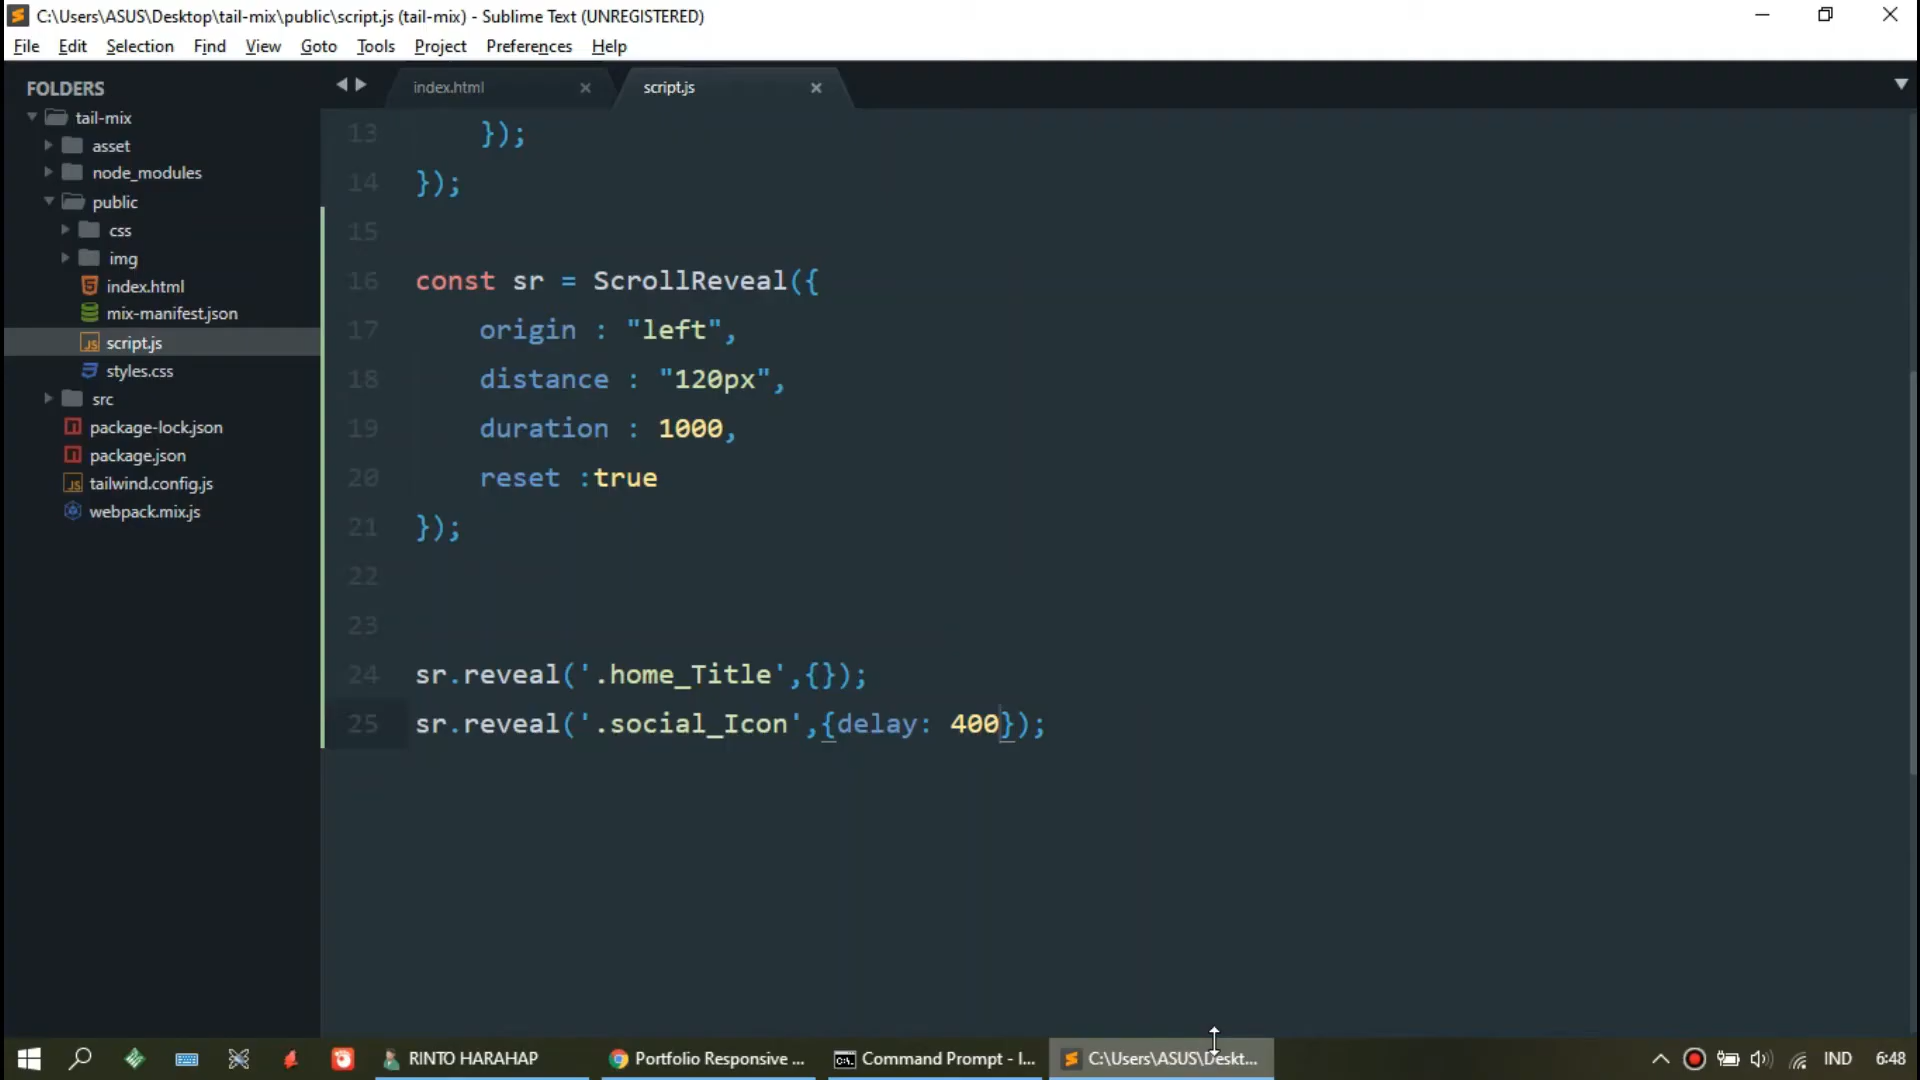 C:\Users\ASUS\Desktop\tail-mix\public\script.js (tail-mix) - Sublime Text (UNREGISTERED)
File Edit Selection Find View Goto Tools Project Preferences Help
FOLDERS
tail-mix
asset
node_modules
public
css
img
index.html
mix-manifest.json
script.js
styles.css
src
package-lock.json
package.json
tailwind.config.js
webpack.mix.js
index.html
script.js
13 });
14 });
15
16 const sr = ScrollReveal({
17 origin : "left",
18 distance : "120px",
19 duration : 1000,
20 reset :true
21 });
22
23
24 sr.reveal('.home_Title',{});
25 sr.reveal('.social_Icon',{delay: 400});
RINTO HARAHAP
Portfolio Responsive ...
Command Prompt - I...
C:\Users\ASUS\Deskt...
IND
6:48